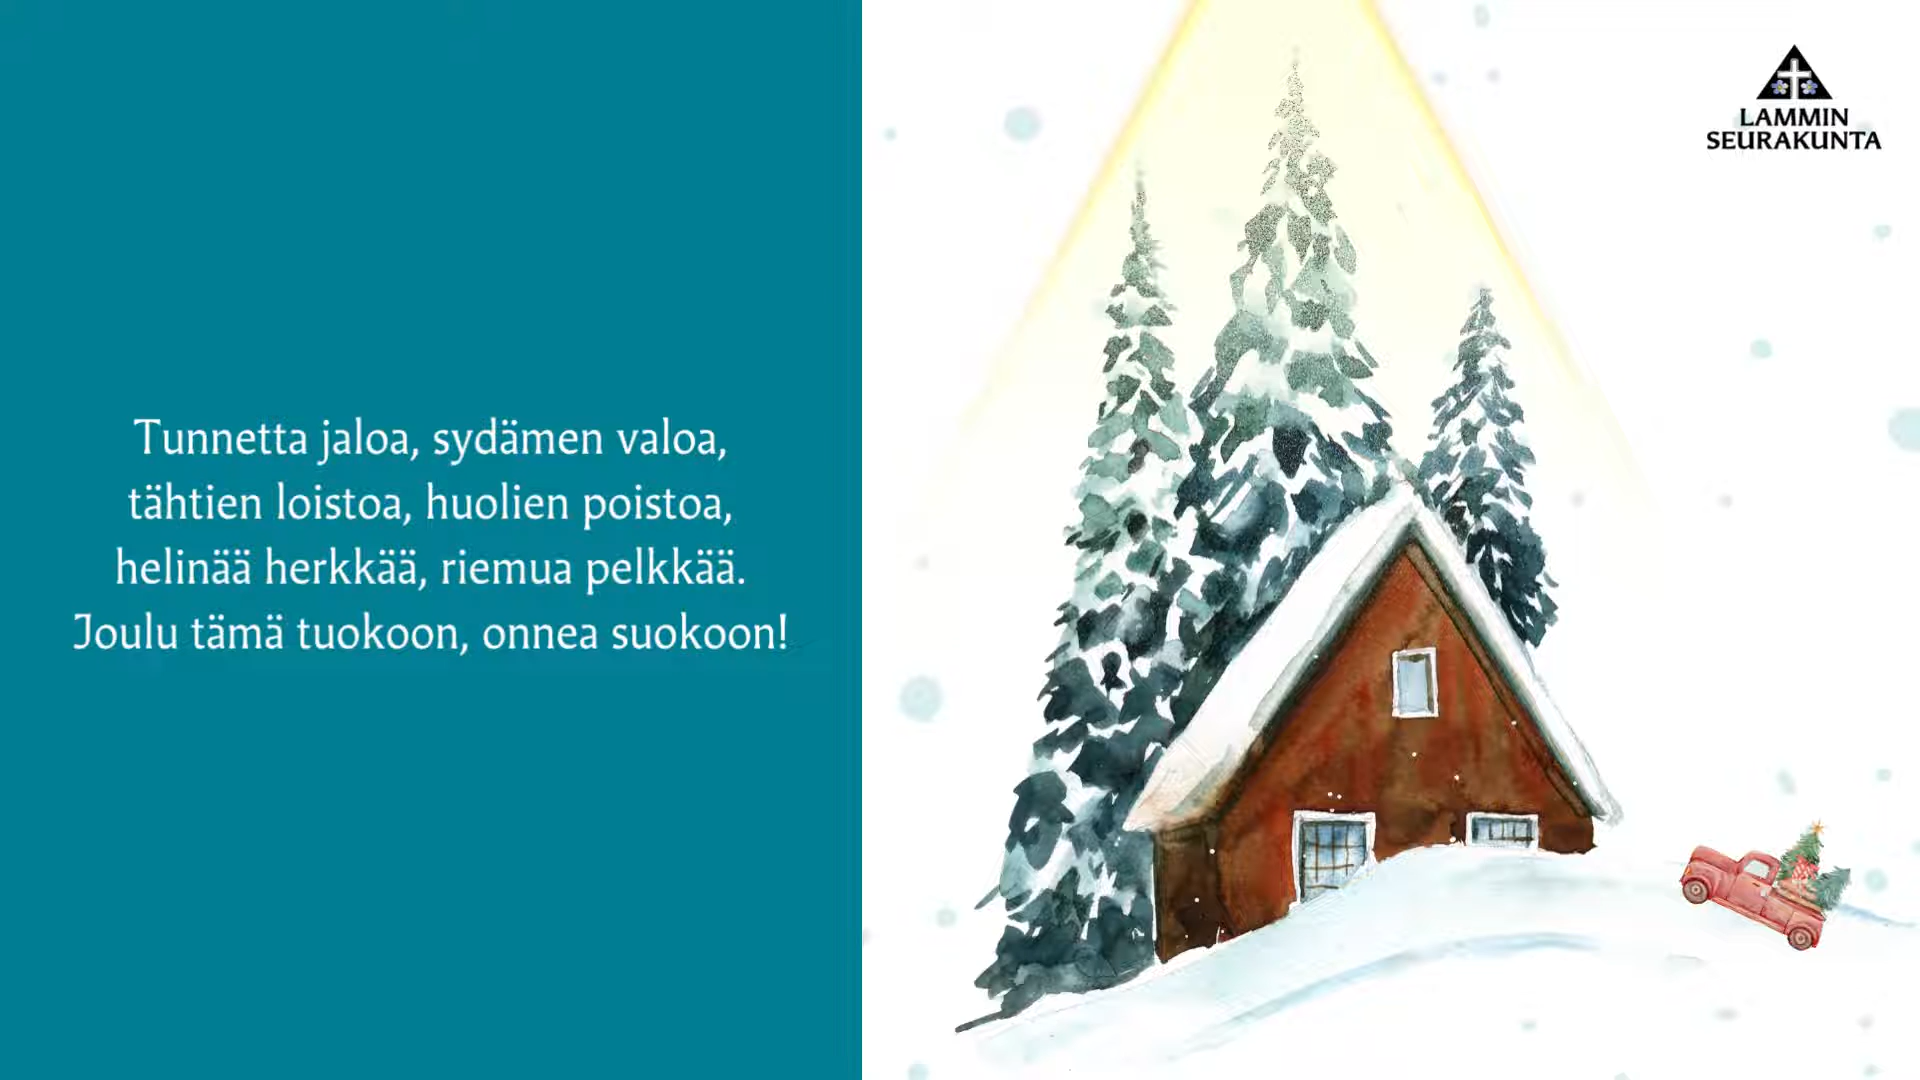 Tunnetta jaloa, sydämen valoa,
tähtien loistoa, huolien poistoa,
helinää herkkää, riemua pelkkää.
Joulu tämä tuokoon, onnea suokoon!
LAMMIN
SEURAKUNTA